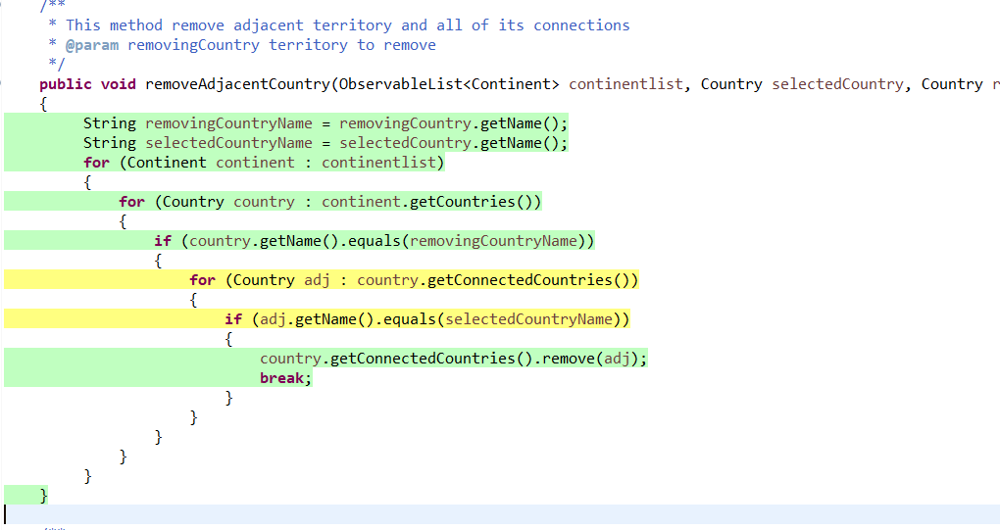 /**
* This method remove adjacent territory and all of its connections
* @param removingCountry territory to remove
*/
public void removeAdjacentCountry(ObservableList<Continent> continentlist, Country selectedCountry, Country r
{
String removingCountryName = removingCountry.getName();
String selectedCountryName = selectedCountry.getName();
for (Continent continent : continentlist)
{
for (Country country : continent.getCountries())
{
if (country.getName().equals(removingCountryName))
{
for (Country adj : country.getConnectedCountries())
{
if (adj.getName().equals(selectedCountryName))
{
country.getConnectedCountries().remove(adj);
break;
}
}
}
}
}
}